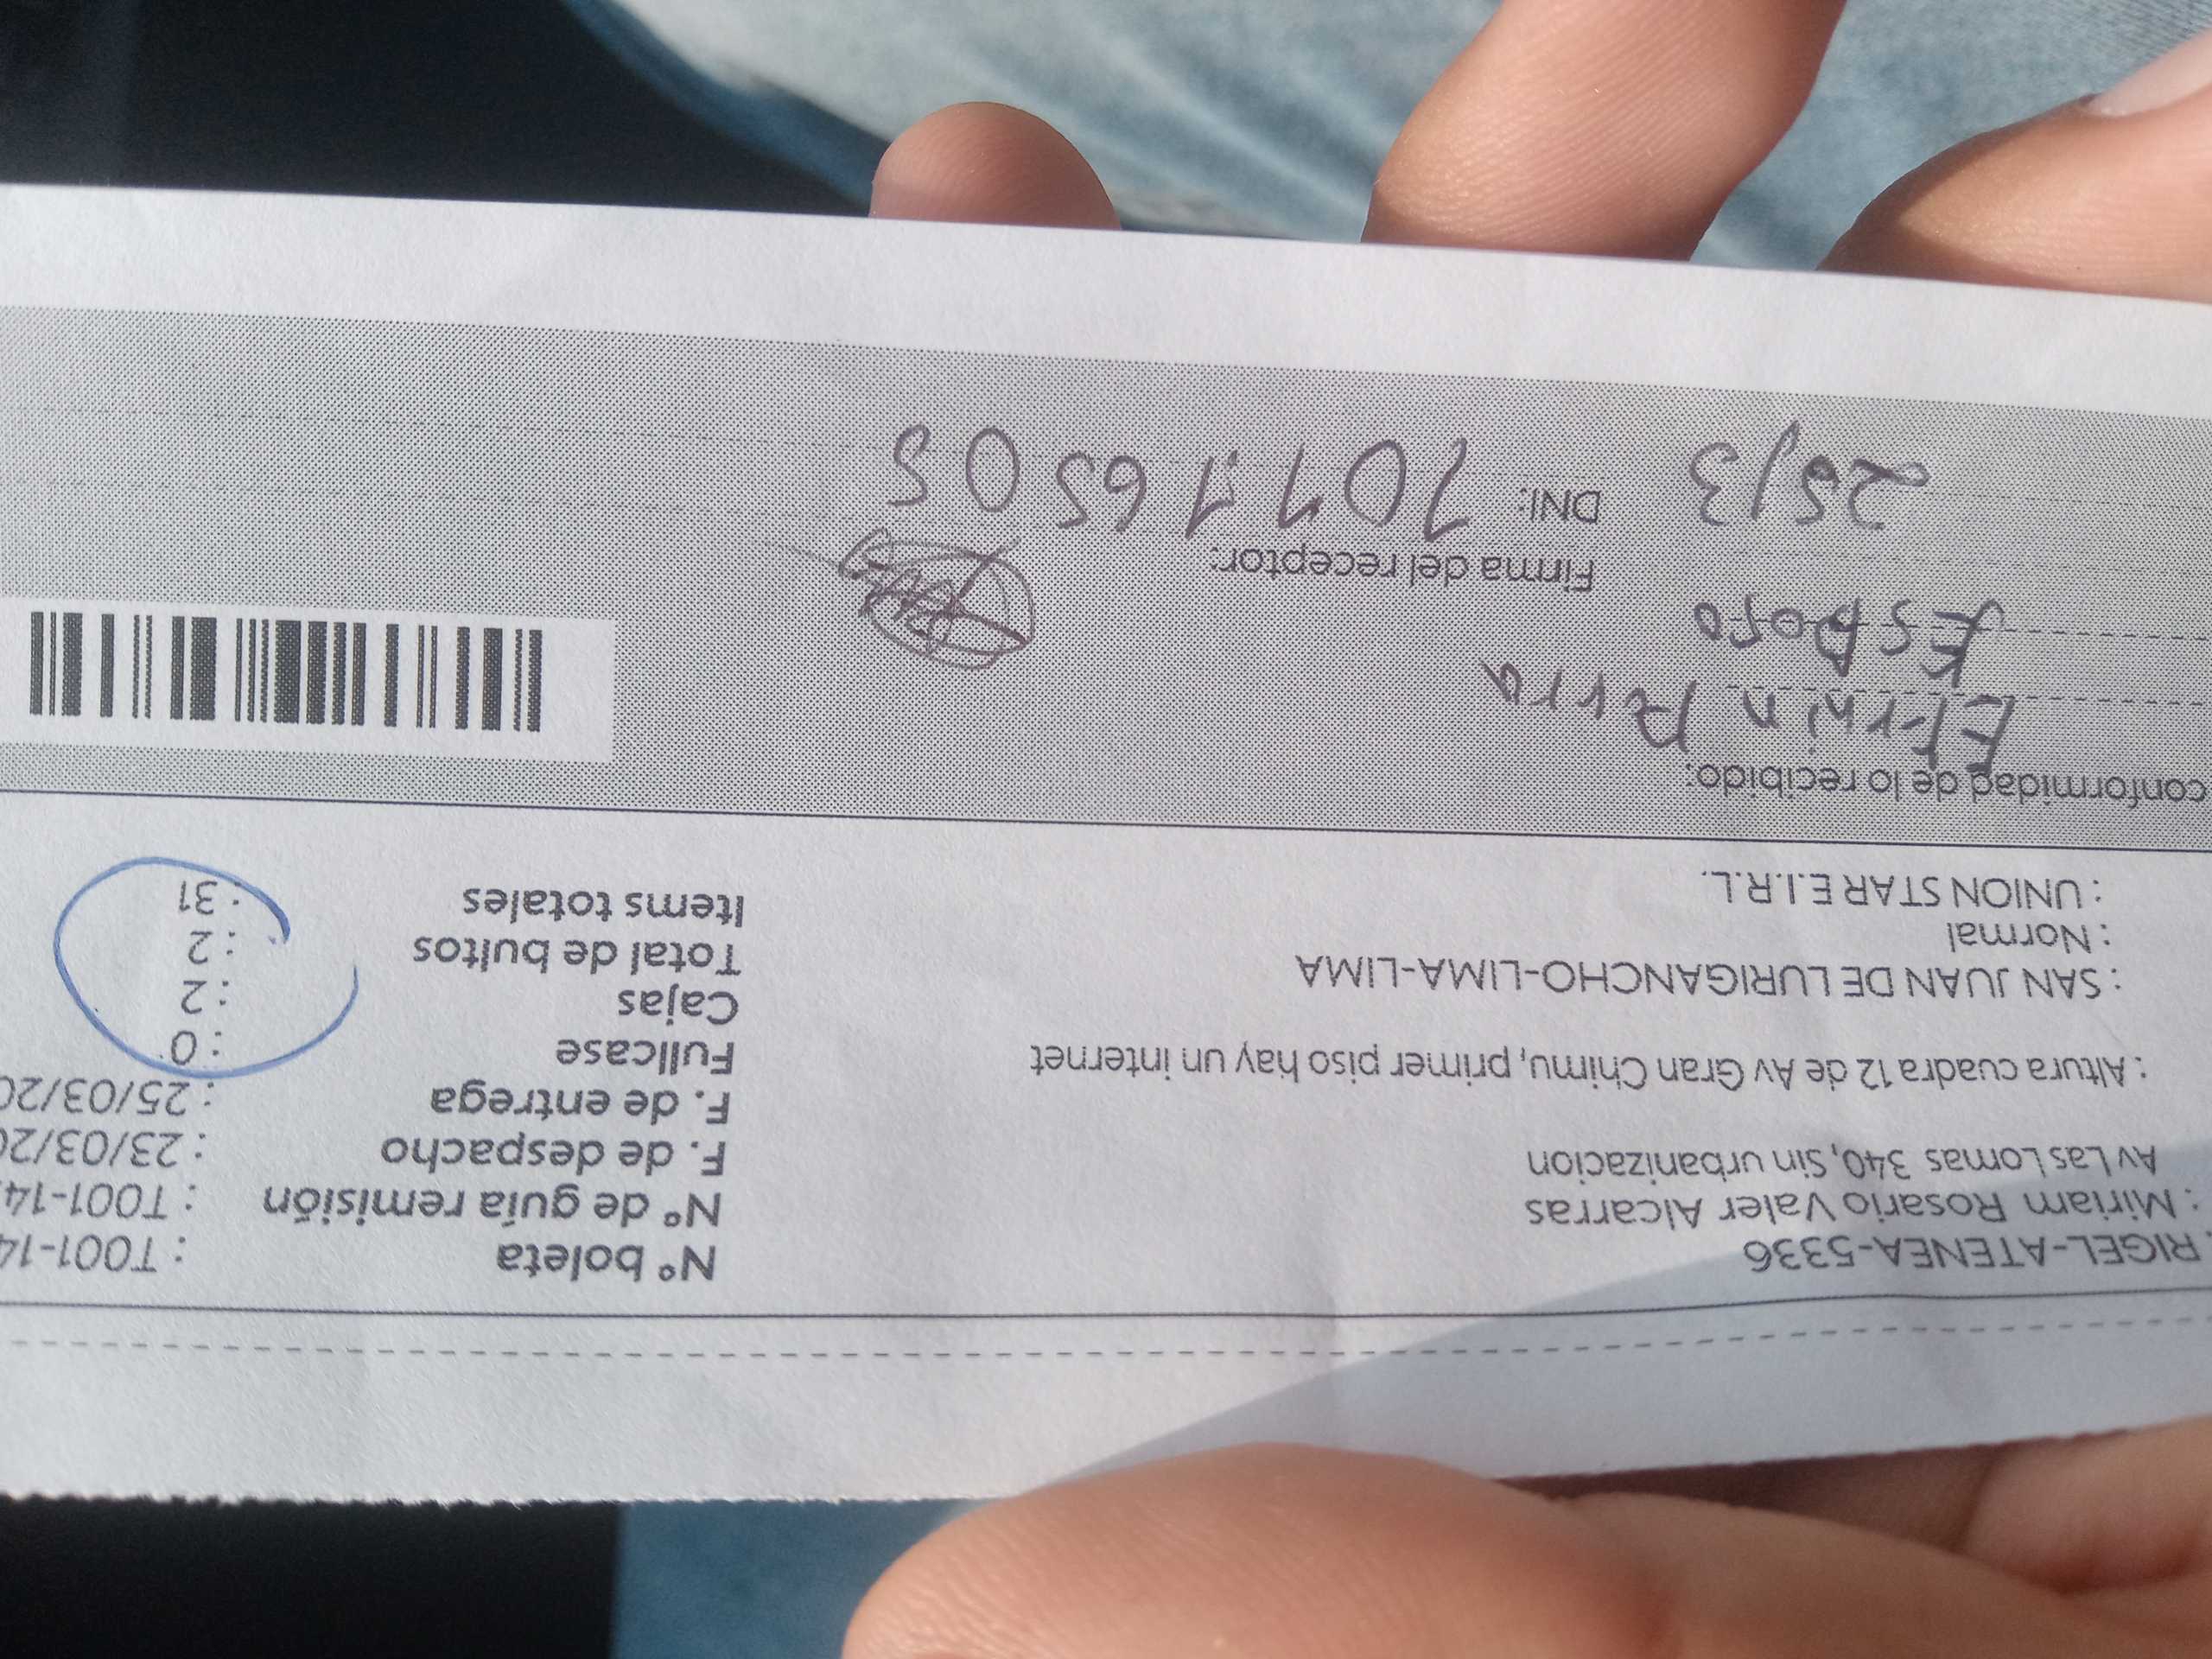 RIGEL-ATENEA-5336
: Miriam Rosario Valer Alcarras
Av Las Lomas 340, Sin urbanizacion
: Altura cuadra 12 de Av Gran Chimu, primer piso hay un internet
: SAN JUAN DE LURIGANCHO-LIMA-LIMA
: Normal
: UNION STAR E.I.R.L.
Nº boleta : T001-14
Nº de guía remisión : T001-14
F. de despacho : 23/03/20
F. de entrega : 25/03/20
Fullcase : 0
Cajas : 2
Total de bultos : 2
Items totales : 31
conformidad de lo recibido:
Efrain Parra
Esposo
Firma del receptor:
25/3
DNI: